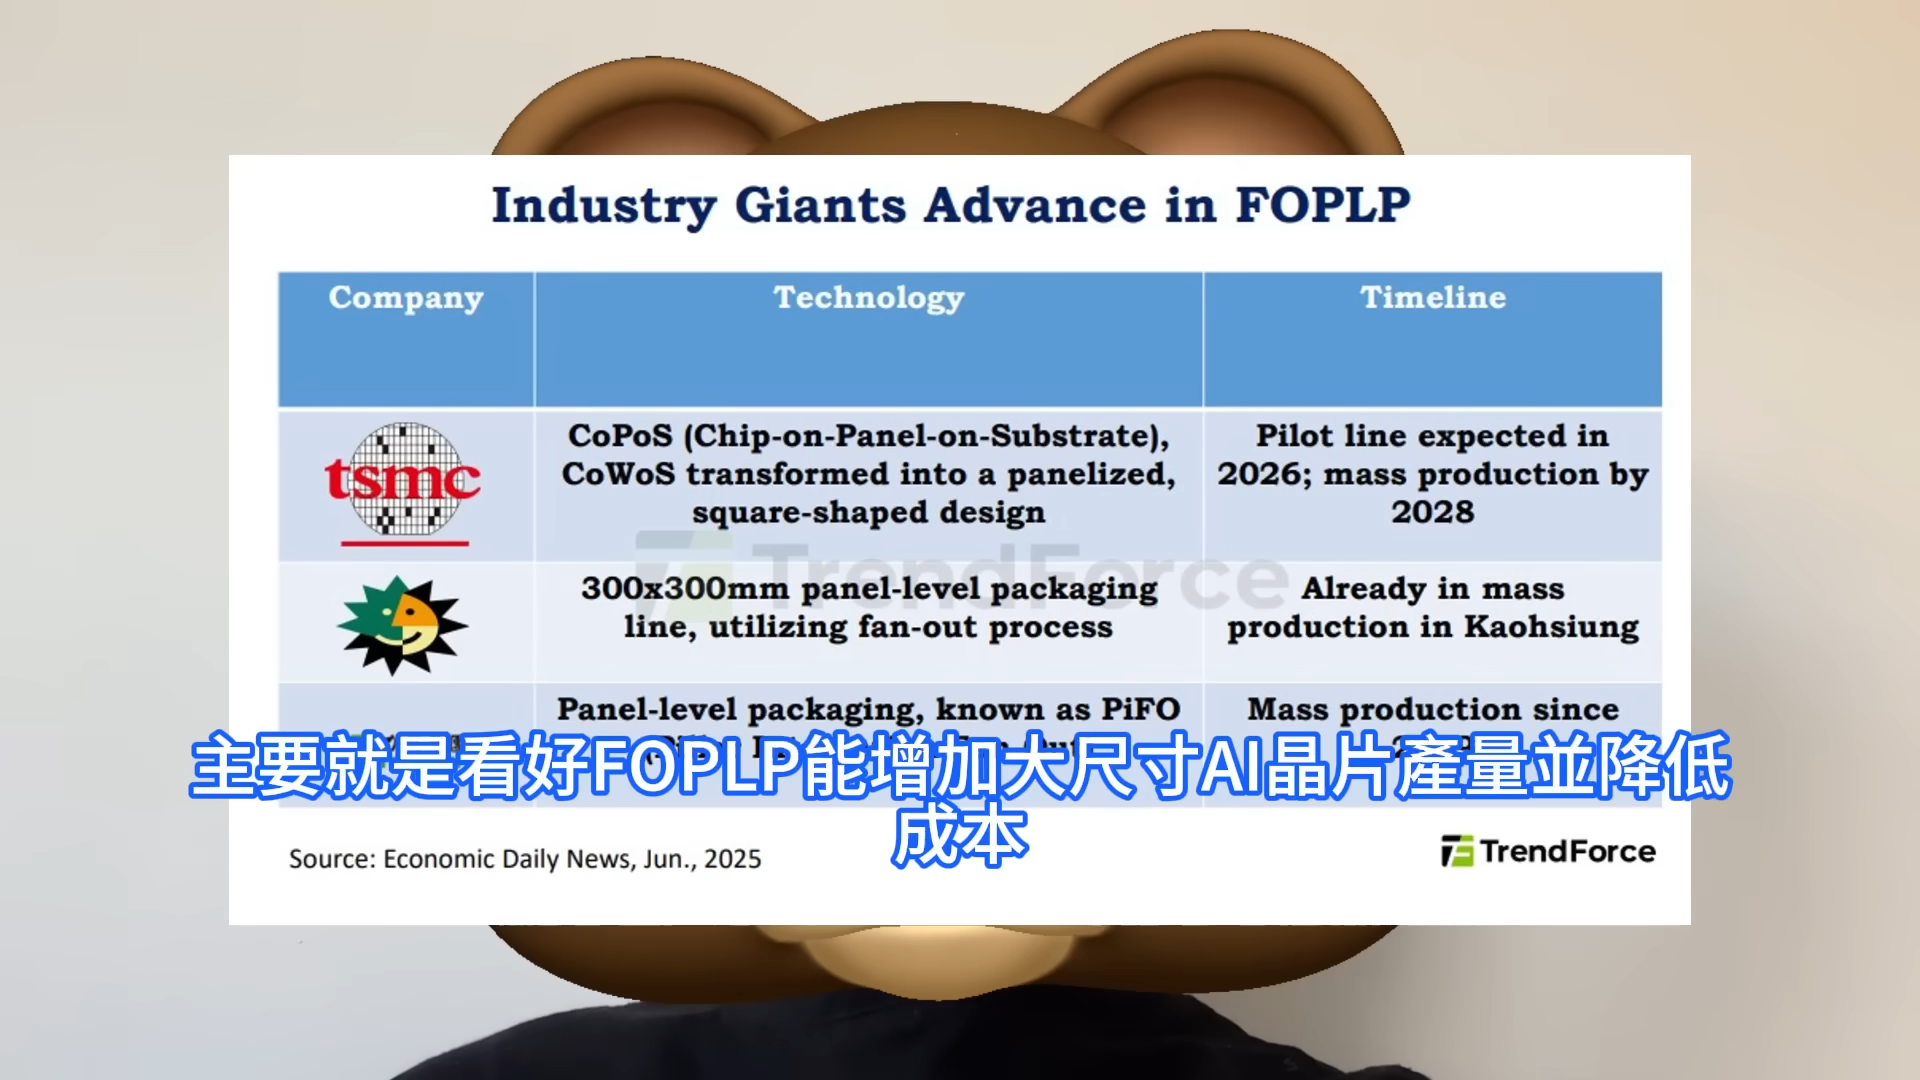 Industry Giants Advance in FOPLP
Company
Technology
Timeline
tsmc
CoPoS (Chip-on-Panel-on-Substrate),
CoWoS transformed into a panelized,
square-shaped design
Pilot line expected in
2026; mass production by
2028
300x300mm panel-level packaging
line, utilizing fan-out process
Already in mass
production in Kaohsiung
Panel-level packaging, known as PiFO
Mass production since
TrendForce
主要就是看好FOPLP能增加大尺寸AI晶片產量並降低
成本
Source: Economic Daily News, Jun., 2025
TrendForce